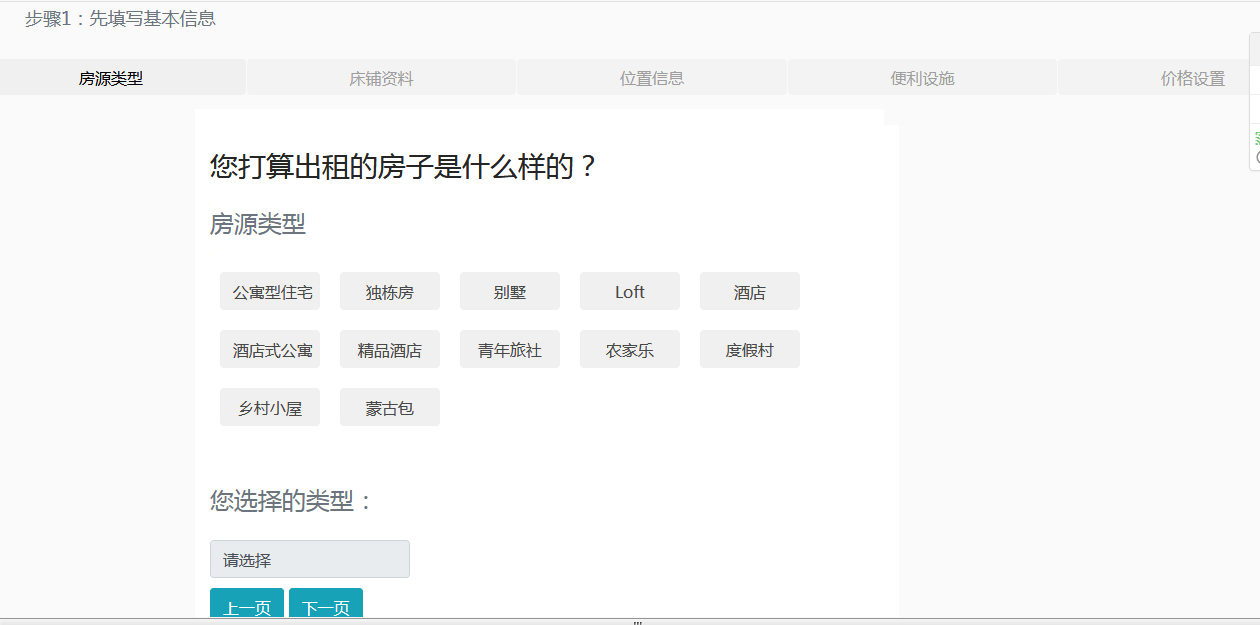 步骤1：先填写基本信息
房源类型 床铺资料 位置信息 便利设施 价格设置
您打算出租的房子是什么样的？
房源类型
公寓型住宅 独栋房 别墅 Loft 酒店
酒店式公寓 精品酒店 青年旅社 农家乐 度假村
乡村小屋 蒙古包
您选择的类型：
请选择
上一页 下一页